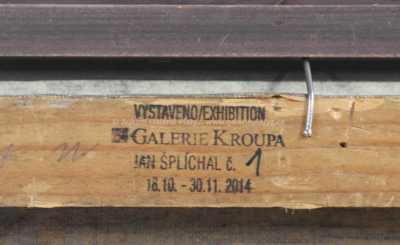 VYSTAVENO/EXHIBITION
GALERIE KROUPA
JAN ŠPLÍCHAL č. 1
18.10. - 30.11. 2014